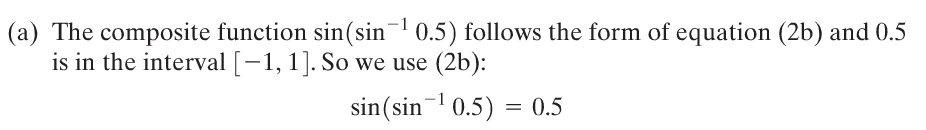 (a) The composite function sin(sin⁻¹ 0.5) follows the form of equation (2b) and 0.5
is in the interval [−1, 1]. So we use (2b):
sin(sin⁻¹ 0.5) = 0.5